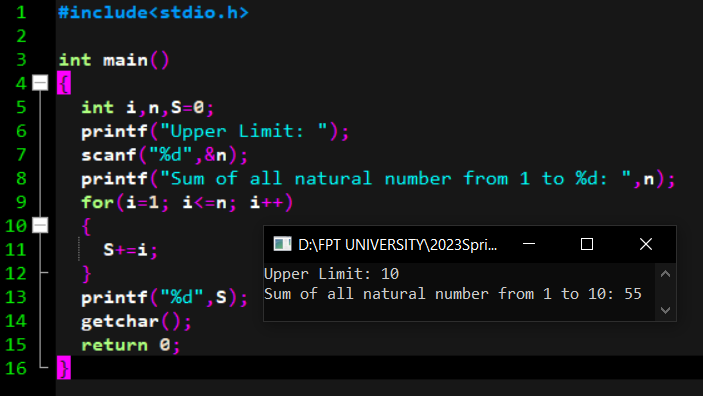 1 #include<stdio.h>
2
3 int main()
4 {
5 int i,n,S=0;
6 printf("Upper Limit: ");
7 scanf("%d",&n);
8 printf("Sum of all natural number from 1 to %d: ",n);
9 for(i=1; i<=n; i++)
10 {
11 S+=i;
12 }
13 printf("%d",S);
14 getchar();
15 return 0;
16 }
D:\FPT UNIVERSITY\2023Spri...
Upper Limit: 10
Sum of all natural number from 1 to 10: 55